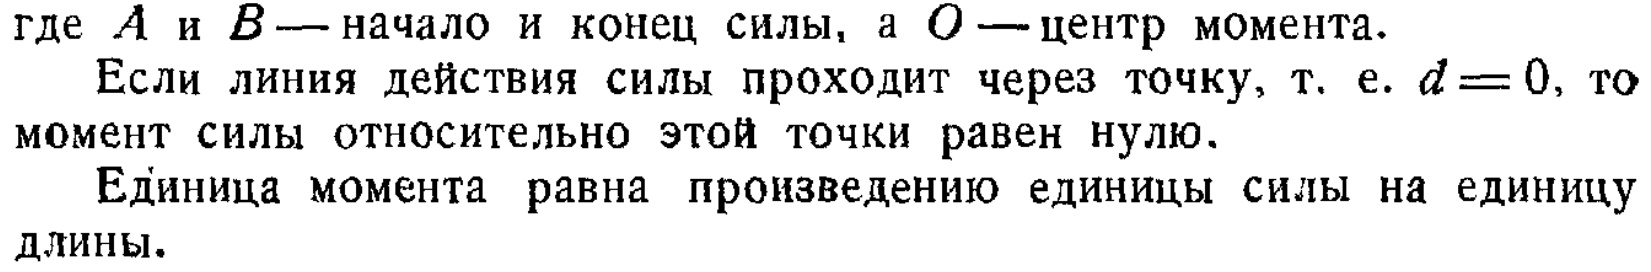 где A и B — начало и конец силы, а O — центр момента.
Если линия действия силы проходит через точку, т. е. d = 0, то
момент силы относительно этой точки равен нулю.
Единица момента равна произведению единицы силы на единицу
длины.